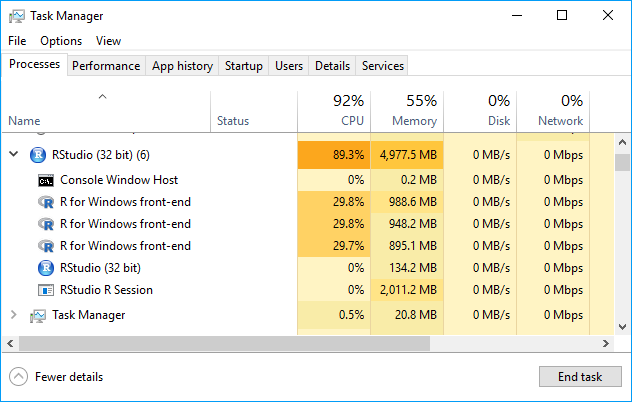 Task Manager
File Options View
Processes Performance App history Startup Users Details Services
92% 55% 0% 0%
Name Status CPU Memory Disk Network
RStudio (32 bit) (6) 89.3% 4,977.5 MB 0 MB/s 0 Mbps
Console Window Host 0% 0.2 MB 0 MB/s 0 Mbps
R for Windows front-end 29.8% 988.6 MB 0 MB/s 0 Mbps
R for Windows front-end 29.8% 948.2 MB 0 MB/s 0 Mbps
R for Windows front-end 29.7% 895.1 MB 0 MB/s 0 Mbps
RStudio (32 bit) 0% 134.2 MB 0 MB/s 0 Mbps
RStudio R Session 0% 2,011.2 MB 0 MB/s 0 Mbps
Task Manager 0.5% 20.8 MB 0 MB/s 0 Mbps
Fewer details End task